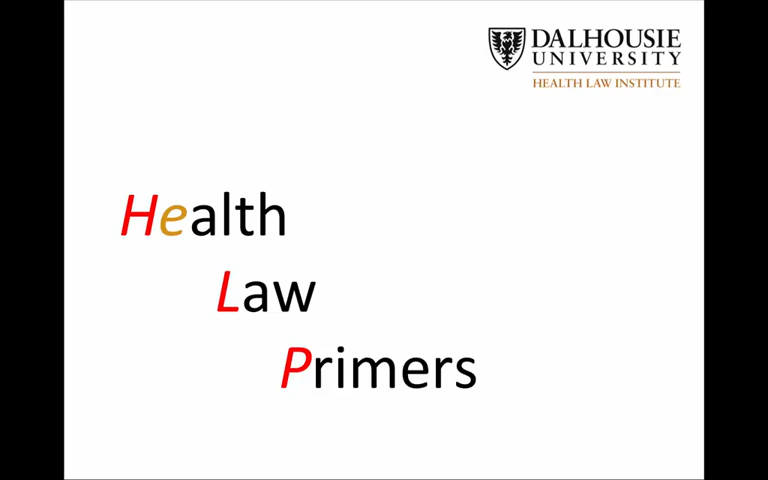 DALHOUSIE
UNIVERSITY
HEALTH LAW INSTITUTE
Health
Law
Primers